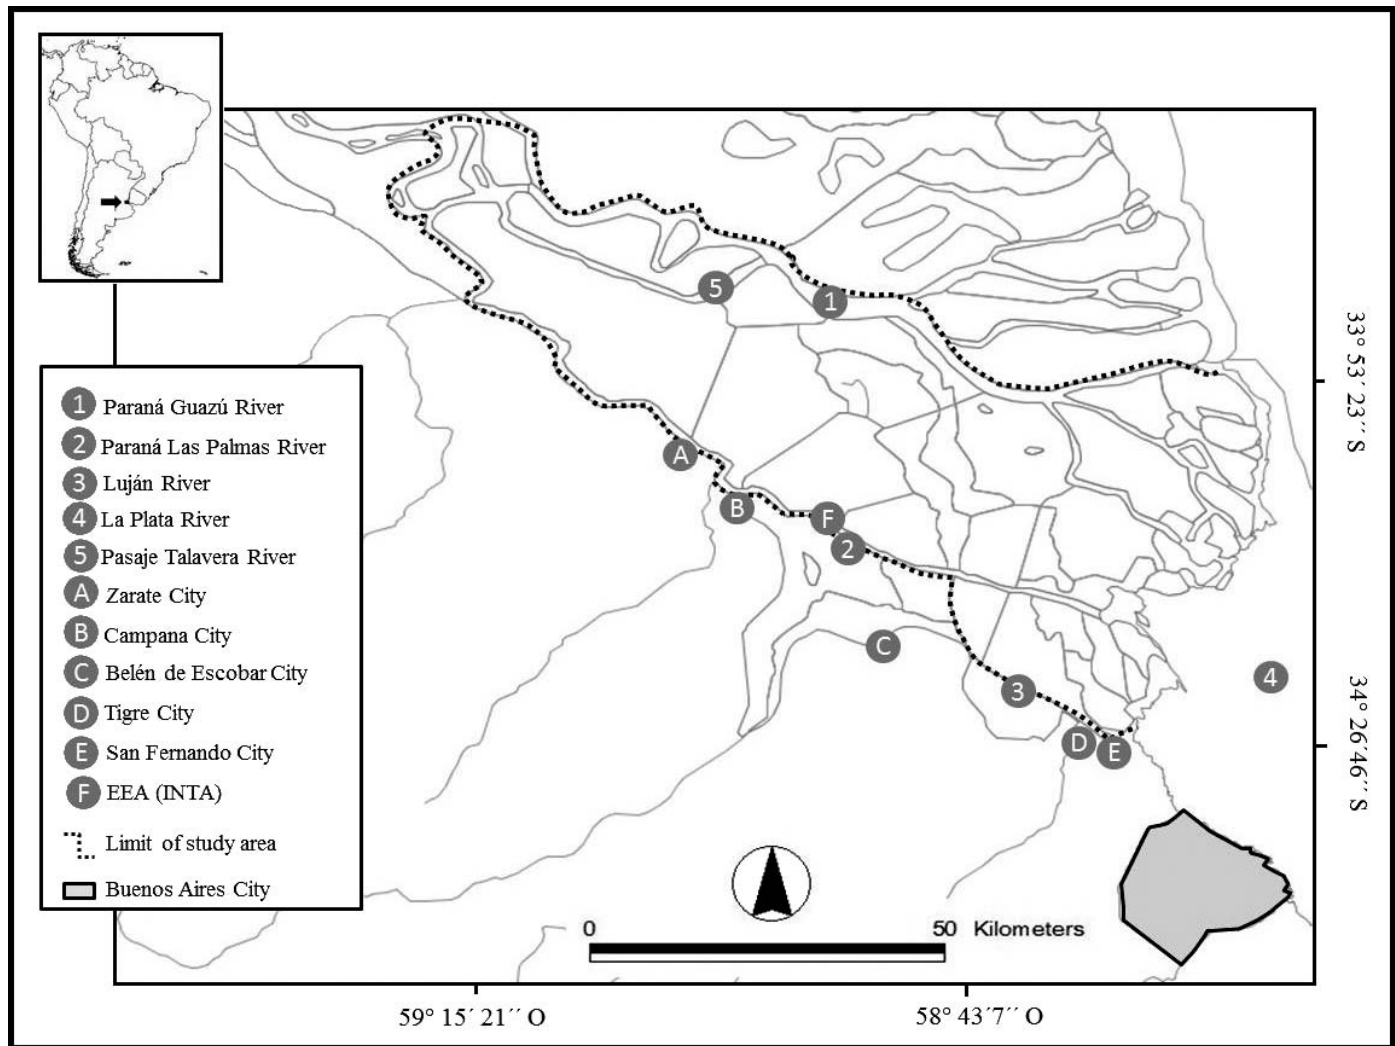 5
1
A
B
F
2
C
3
D
E
4
1 Paraná Guazú River
2 Paraná Las Palmas River
3 Luján River
4 La Plata River
5 Pasaje Talavera River
A Zarate City
B Campana City
C Belén de Escobar City
D Tigre City
E San Fernando City
F EEA (INTA)
Limit of study area
Buenos Aires City
33° 53´ 23´´ S
34° 26´46´´ S
0 50 Kilometers
59° 15´21´´ O
58° 43´7´´ O